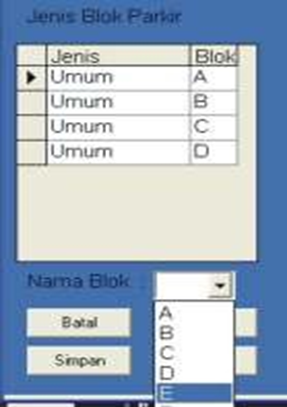 Jenis Blok Parkir
Jenis Blok
Umum A
Umum B
Umum C
Umum D
Nama Blok :
A
Batal
B
C
Simpan
D
E